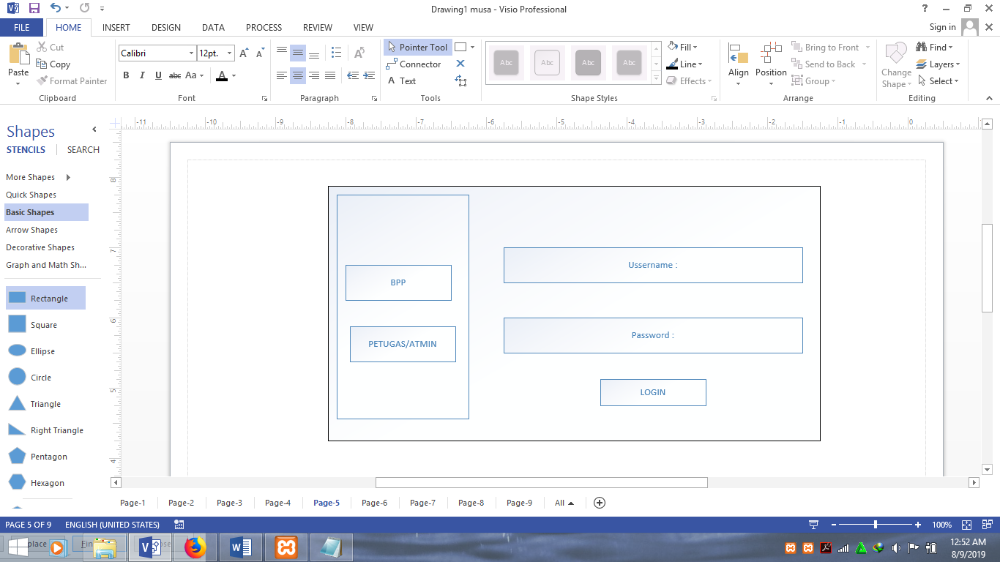 Drawing1 musa - Visio Professional
FILE HOME INSERT DESIGN DATA PROCESS REVIEW VIEW Sign in
Paste Cut
Copy
Format Painter
Clipboard
Calibri 12pt.
B I U abc Aa A
Font
Paragraph
Pointer Tool
Connector
A Text
Tools
Abc Abc Abc Abc
Shape Styles
Fill
Line
Effects
Align Position
Bring to Front
Send to Back
Group
Arrange
Change Shape
Find
Layers
Select
Editing
Shapes
STENCILS SEARCH
More Shapes
Quick Shapes
Basic Shapes
Arrow Shapes
Decorative Shapes
Graph and Math Sh...
Rectangle
Square
Ellipse
Circle
Triangle
Right Triangle
Pentagon
Hexagon
-11 -10 -9 -8 -7 -6 -5 -4 -3 -2 -1 0
8
7
6
5
4
BPP
PETUGAS/ATMIN
Ussername :
Password :
LOGIN
Page-1 Page-2 Page-3 Page-4 Page-5 Page-6 Page-7 Page-8 Page-9 All
PAGE 5 OF 9 ENGLISH (UNITED STATES) 100%
12:52 AM
8/9/2019